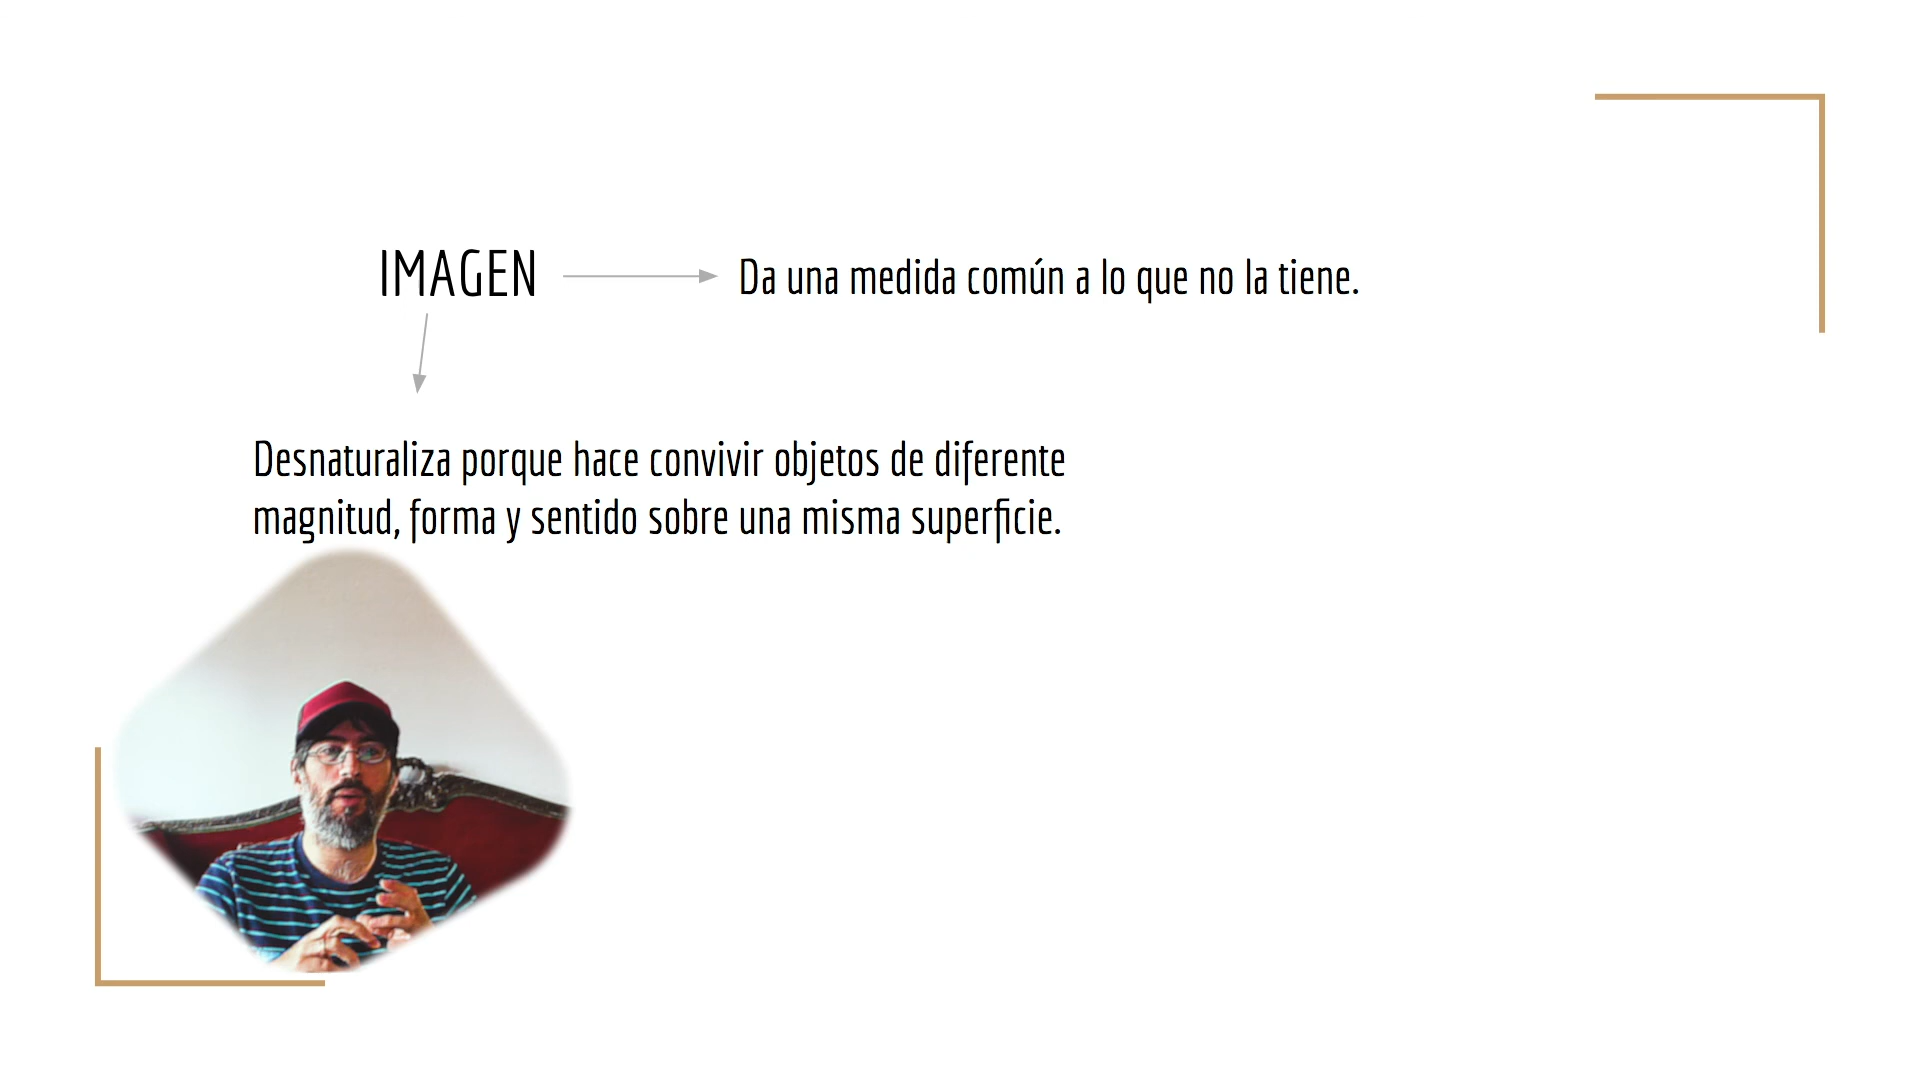 IMAGEN
Da una medida común a lo que no la tiene.
Desnaturaliza porque hace convivir objetos de diferente
magnitud, forma y sentido sobre una misma superficie.